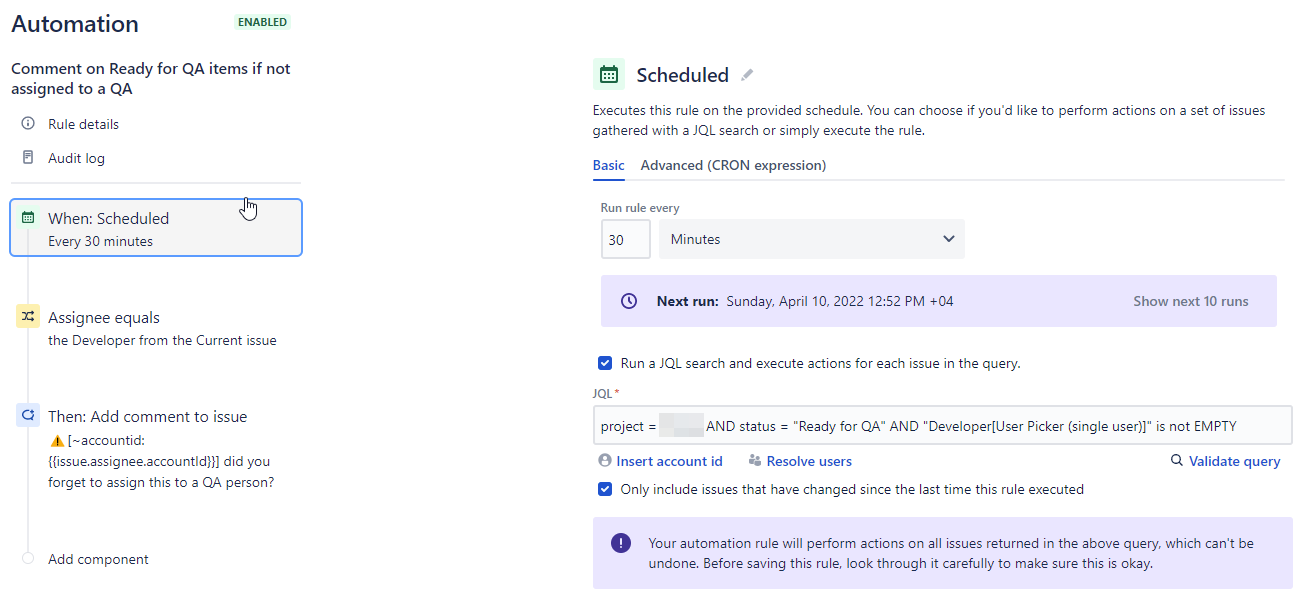 Automation
ENABLED
Comment on Ready for QA items if not
assigned to a QA
Rule details
Audit log
When: Scheduled
Every 30 minutes
Assignee equals
the Developer from the Current issue
Then: Add comment to issue
⚠️ [~accountid:
{{issue.assignee.accountId}}] did you
forget to assign this to a QA person?
Add component
Scheduled
Executes this rule on the provided schedule. You can choose if you'd like to perform actions on a set of issues
gathered with a JQL search or simply execute the rule.
Basic Advanced (CRON expression)
Run rule every
30 Minutes
Next run: Sunday, April 10, 2022 12:52 PM +04 Show next 10 runs
Run a JQL search and execute actions for each issue in the query.
JQL*
project = AND status = "Ready for QA" AND "Developer[User Picker (single user)]" is not EMPTY
Insert account id Resolve users Validate query
Only include issues that have changed since the last time this rule executed
Your automation rule will perform actions on all issues returned in the above query, which can't be
undone. Before saving this rule, look through it carefully to make sure this is okay.